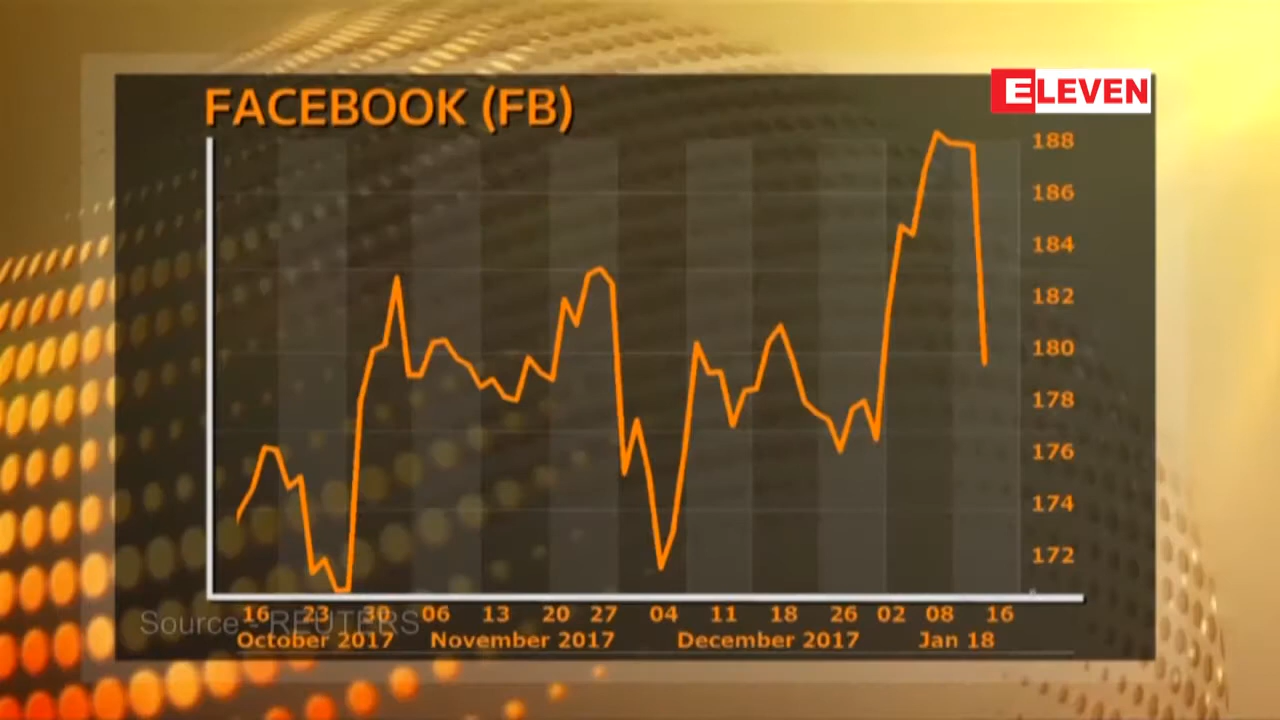 FACEBOOK (FB)
ELEVEN
188
186
184
182
180
178
176
174
172
16 23 30 06 13 20 27 04 11 18 26 02 08 16
October 2017 November 2017 December 2017 Jan 18
Source - REUTERS